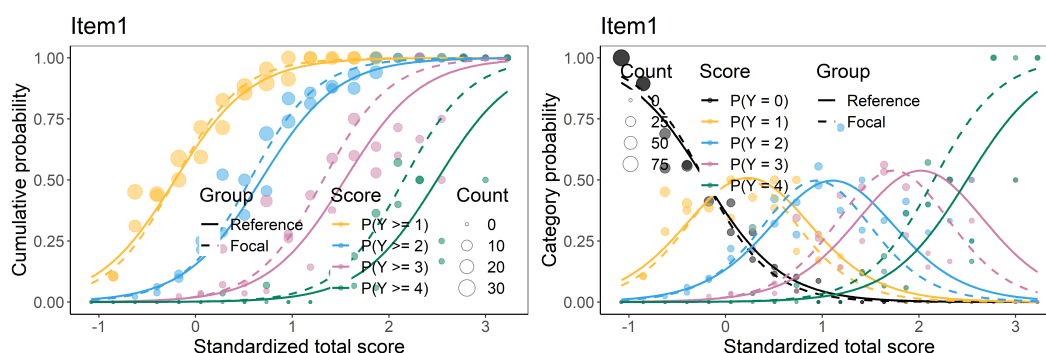 Item1
Cumulative probability
1.00
0.75
0.50
0.25
0.00
-1
0
1
2
3
Standardized total score
Group
Reference
Focal
Score
P(Y >= 1)
P(Y >= 2)
P(Y >= 3)
P(Y >= 4)
Count
0
10
20
30
Item1
Category probability
1.00
0.75
0.50
0.25
0.00
-1
0
1
2
3
Standardized total score
Count
0
25
50
75
Score
P(Y = 0)
P(Y = 1)
P(Y = 2)
P(Y = 3)
P(Y = 4)
Group
Reference
Focal